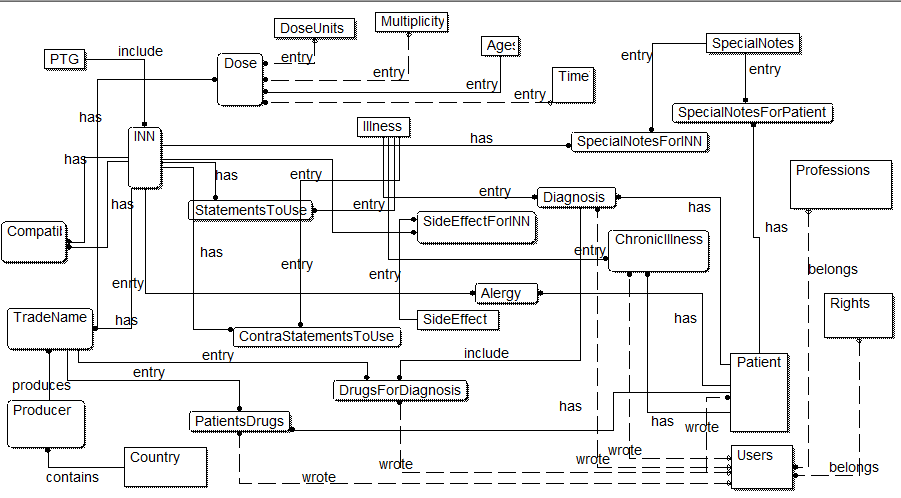 DoseUnits
Multiplicity
PTG
include
Dose
entry
entry
Ages
entry
Time
entry
SpecialNotes
entry
entry
SpecialNotesForPatient
has
INN
Illness
has
SpecialNotesForINN
has
has
entry
entry
StatementsToUse
entry
Diagnosis
has
Professions
has
has
Compatil
SideEffectForINN
has
entry
ChronicIllness
entry
entry
belongs
enrty
Alergy
Rights
TradeName
has
SideEffect
has
ContraStatementsToUse
entry
include
Patient
produces
entry
DrugsForDiagnosis
Producer
PatientsDrugs
has
has
wrote
wrote
Country
Users
contains
wrote
wrote
wrote
belongs